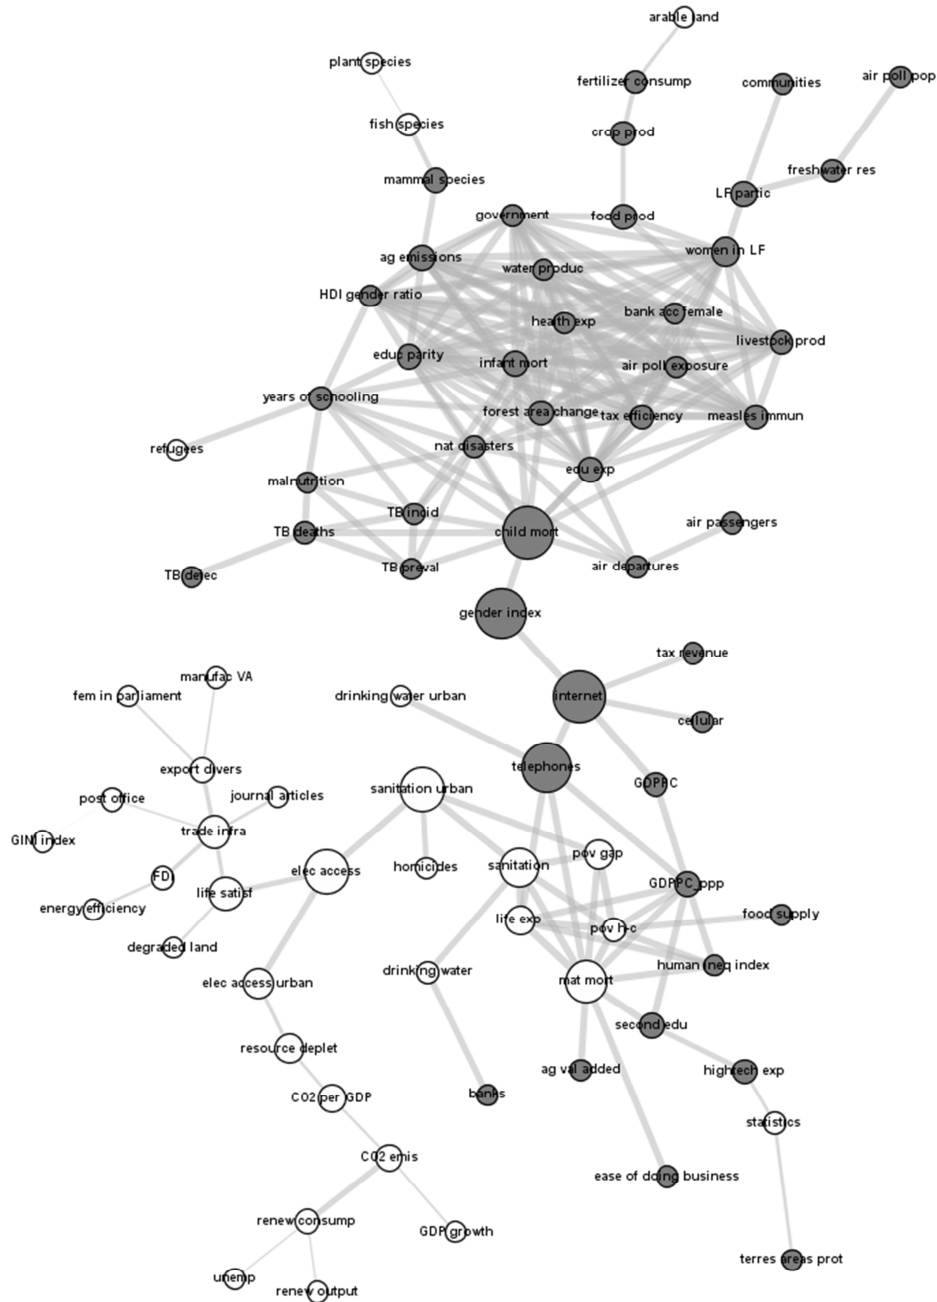 arable land
plant species
fertilizer consump
communities
air poll pop
fish species
crop prod
freshwater res
mammal species
LF partic
government
food prod
women in LF
ag emissions
water produc
HDI gender ratio
bank acc female
health exp
livestock prod
educ parity
infant mort
air poll exposure
years of schooling
forest area change
tax efficiency
measles immun
refugees
nat disasters
edu exp
malnutrition
TB incid
TB deaths
child mort
air passengers
TB detec
TB preval
air departures
gender index
tax revenue
manufac VA
fem in parliament
drinking water urban
internet
cellular
export divers
telephones
GDPPC
post office
journal articles
sanitation urban
trade infra
GINI index
pov gap
elec access
homicides
sanitation
FDI
GDPPC_ppp
life satisf
energy efficiency
food supply
life exp
pov h-c
degraded land
human ineq index
drinking water
mat mort
elec access urban
second edu
resource deplet
ag val added
hightech exp
banks
CO2 per GDP
statistics
CO2 emis
ease of doing business
renew consump
GDP growth
terres areas prot
unemp
renew output